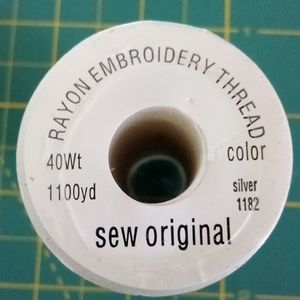 RAYON EMBROIDERY THREAD
40Wt
1100yd
color
silver
1182
sew original